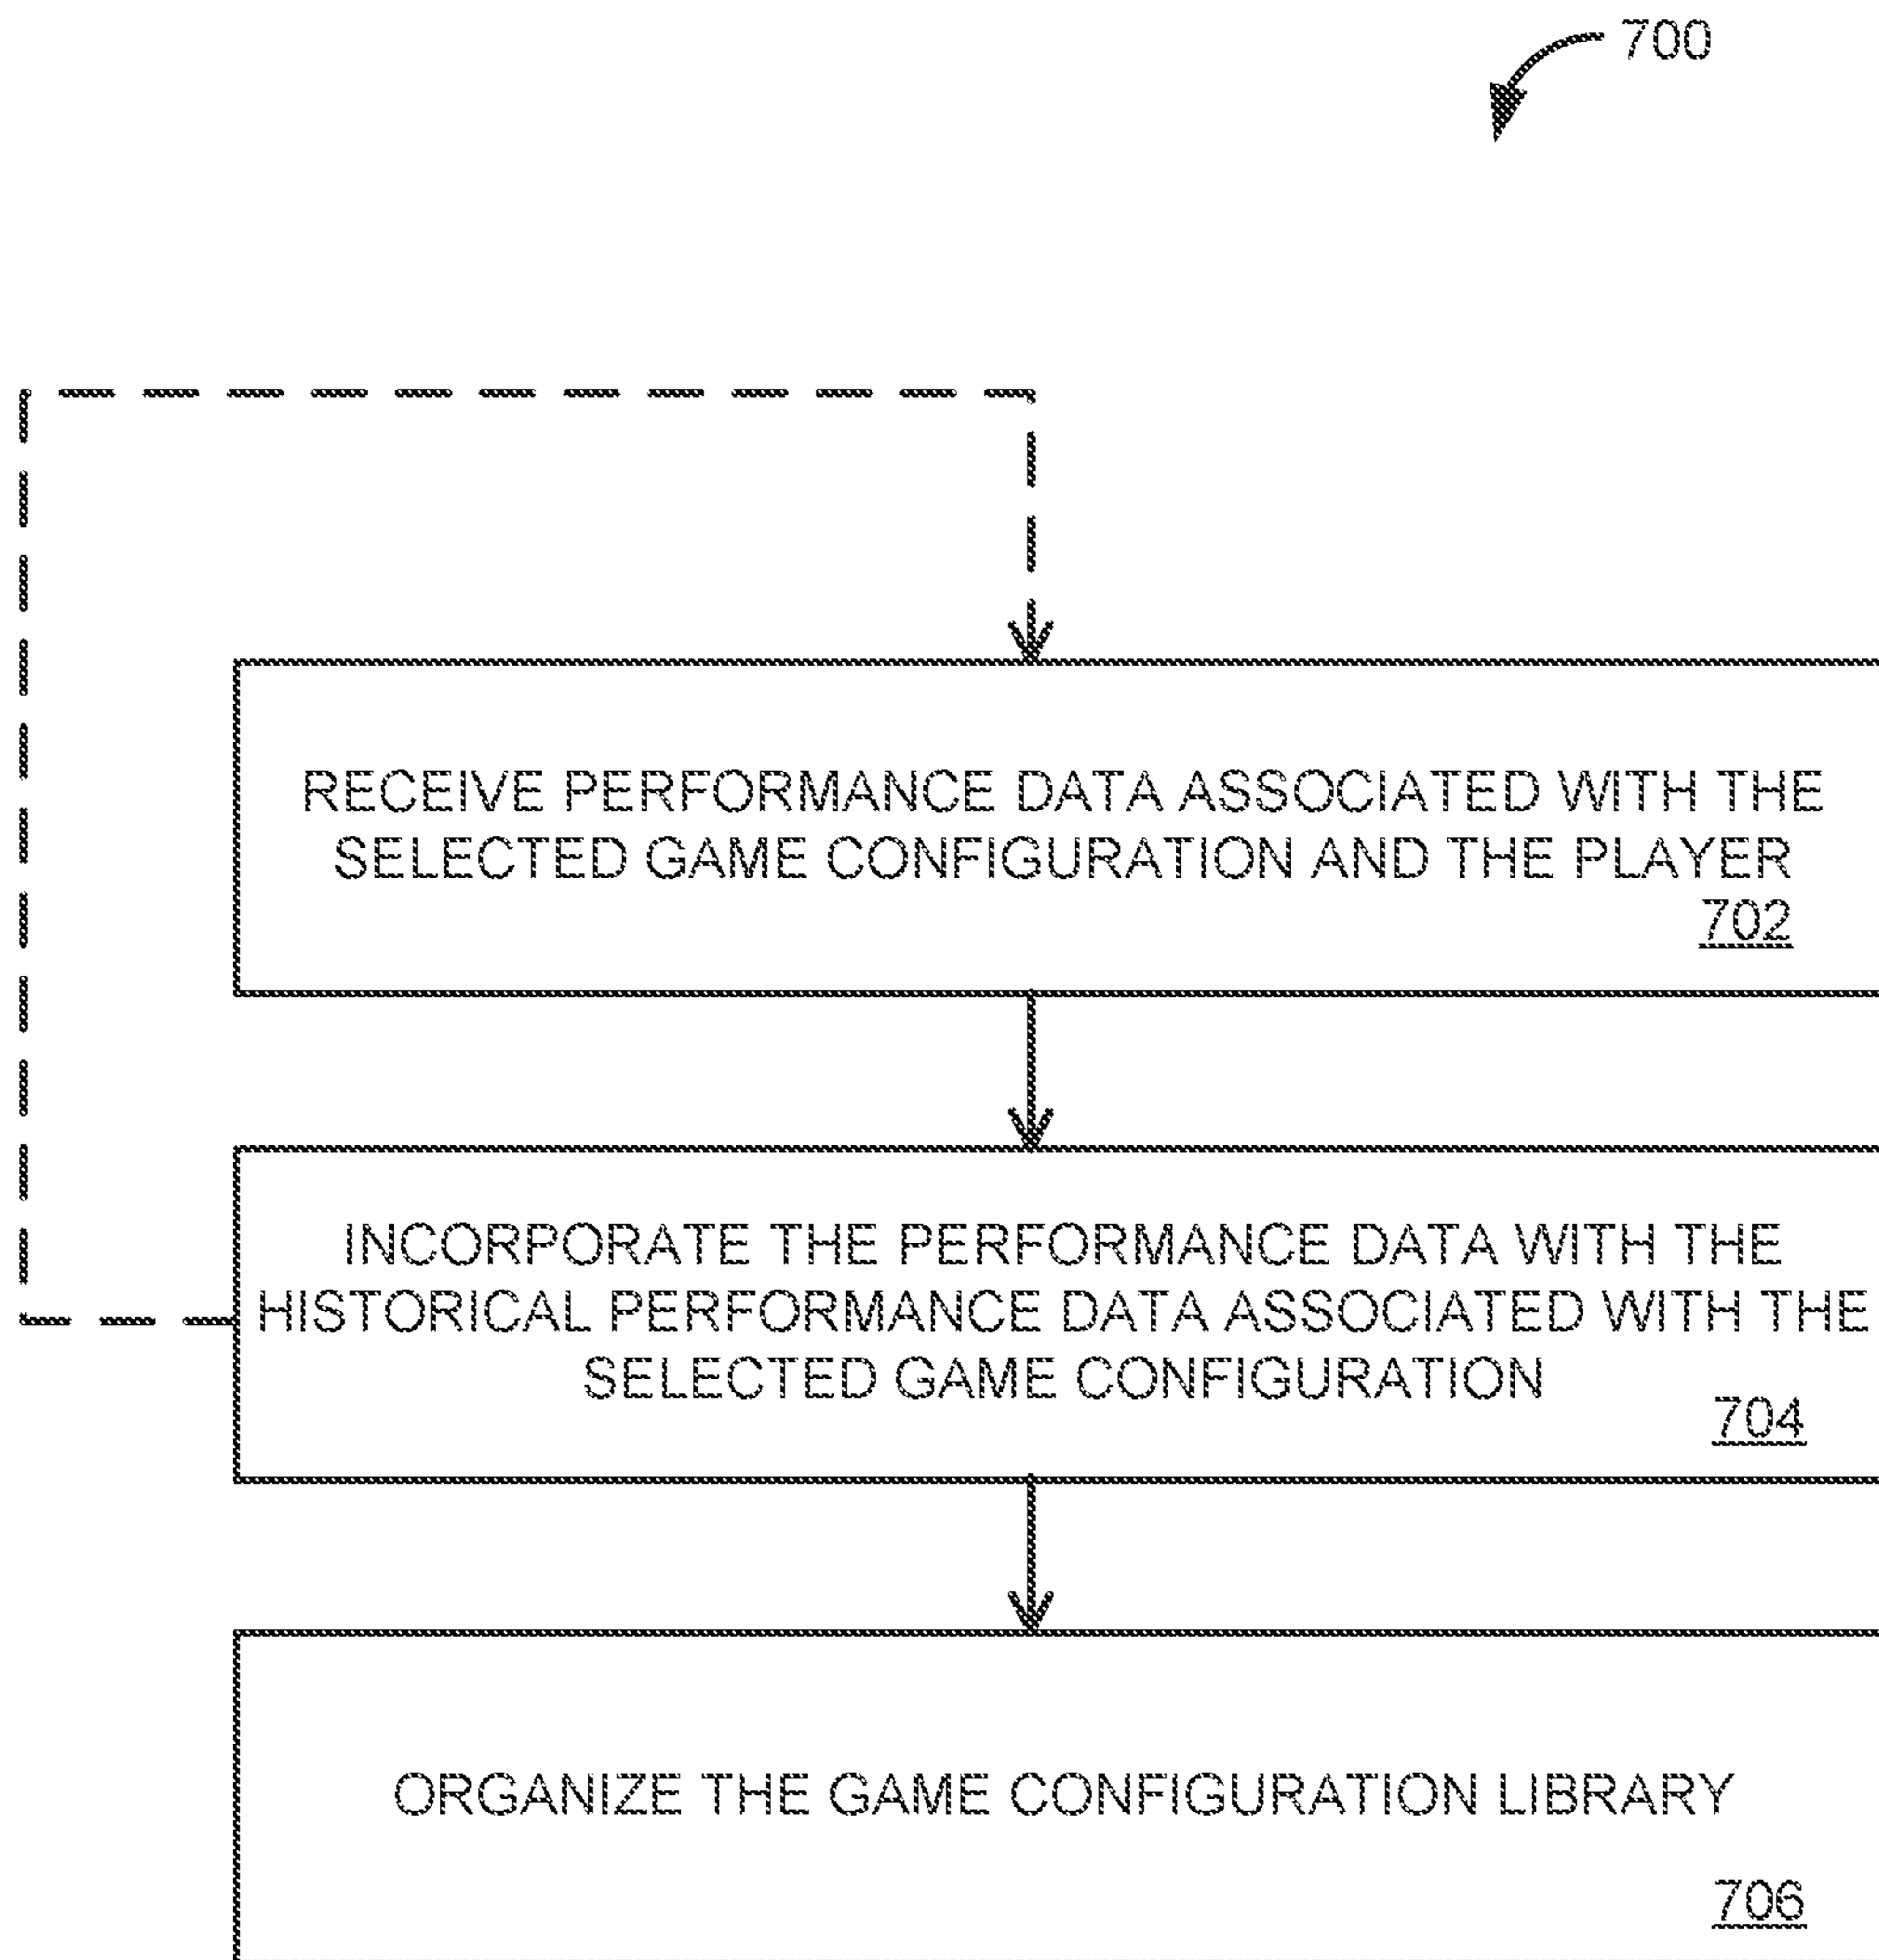 700
RECEIVE PERFORMANCE DATA ASSOCIATED WITH THE
SELECTED GAME CONFIGURATION AND THE PLAYER
702
INCORPORATE THE PERFORMANCE DATA WITH THE
HISTORICAL PERFORMANCE DATA ASSOCIATED WITH THE
SELECTED GAME CONFIGURATION
704
ORGANIZE THE GAME CONFIGURATION LIBRARY
706